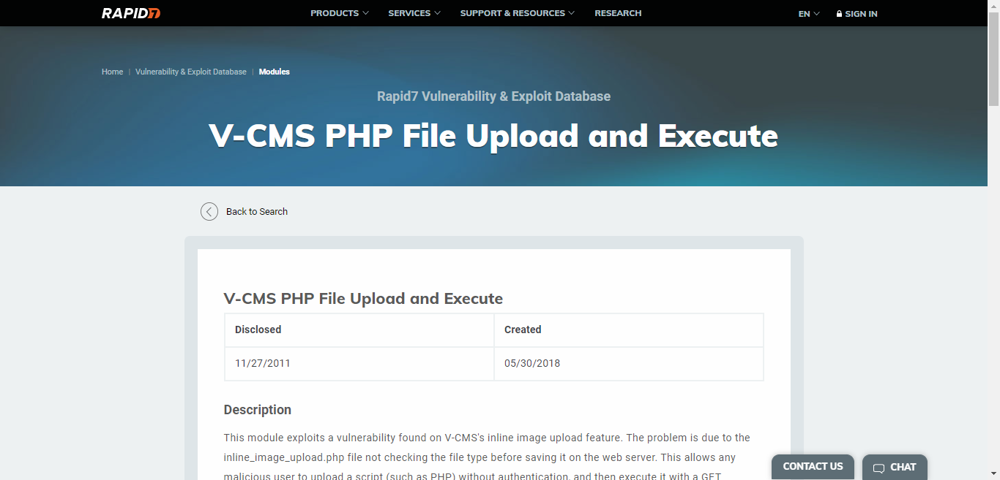 RAPID7 PRODUCTS SERVICES SUPPORT & RESOURCES RESEARCH EN SIGN IN
Home | Vulnerability & Exploit Database | Modules
Rapid7 Vulnerability & Exploit Database
V-CMS PHP File Upload and Execute
Back to Search
V-CMS PHP File Upload and Execute
Disclosed Created
11/27/2011 05/30/2018
Description
This module exploits a vulnerability found on V-CMS's inline image upload feature. The problem is due to the
inline_image_upload.php file not checking the file type before saving it on the web server. This allows any
malicious user to upload a script (such as PHP) without authentication, and then execute it with a GET
CONTACT US CHAT